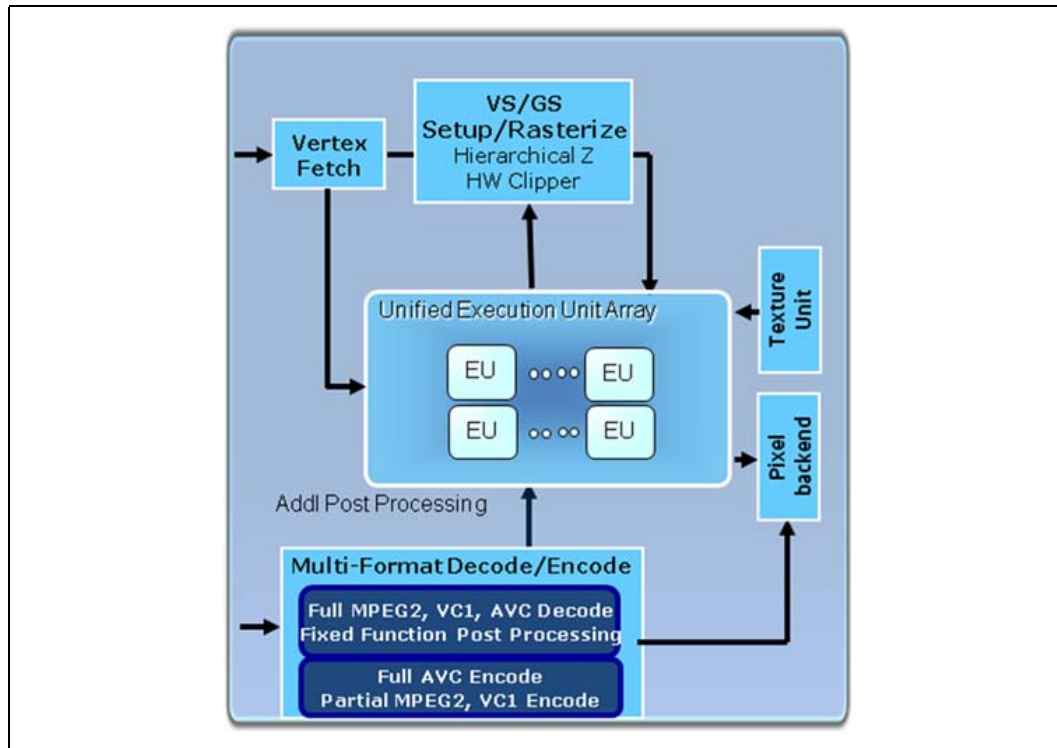 VS/GS
Setup/Rasterize
Hierarchical Z
HW Clipper
Vertex
Fetch
Unified Execution Unit Array
EU
EU
EU
EU
Texture
Unit
Pixel
backend
Addl Post Processing
Multi-Format Decode/Encode
Full MPEG2, VC1, AVC Decode
Fixed Function Post Processing
Full AVC Encode
Partial MPEG2, VC1 Encode